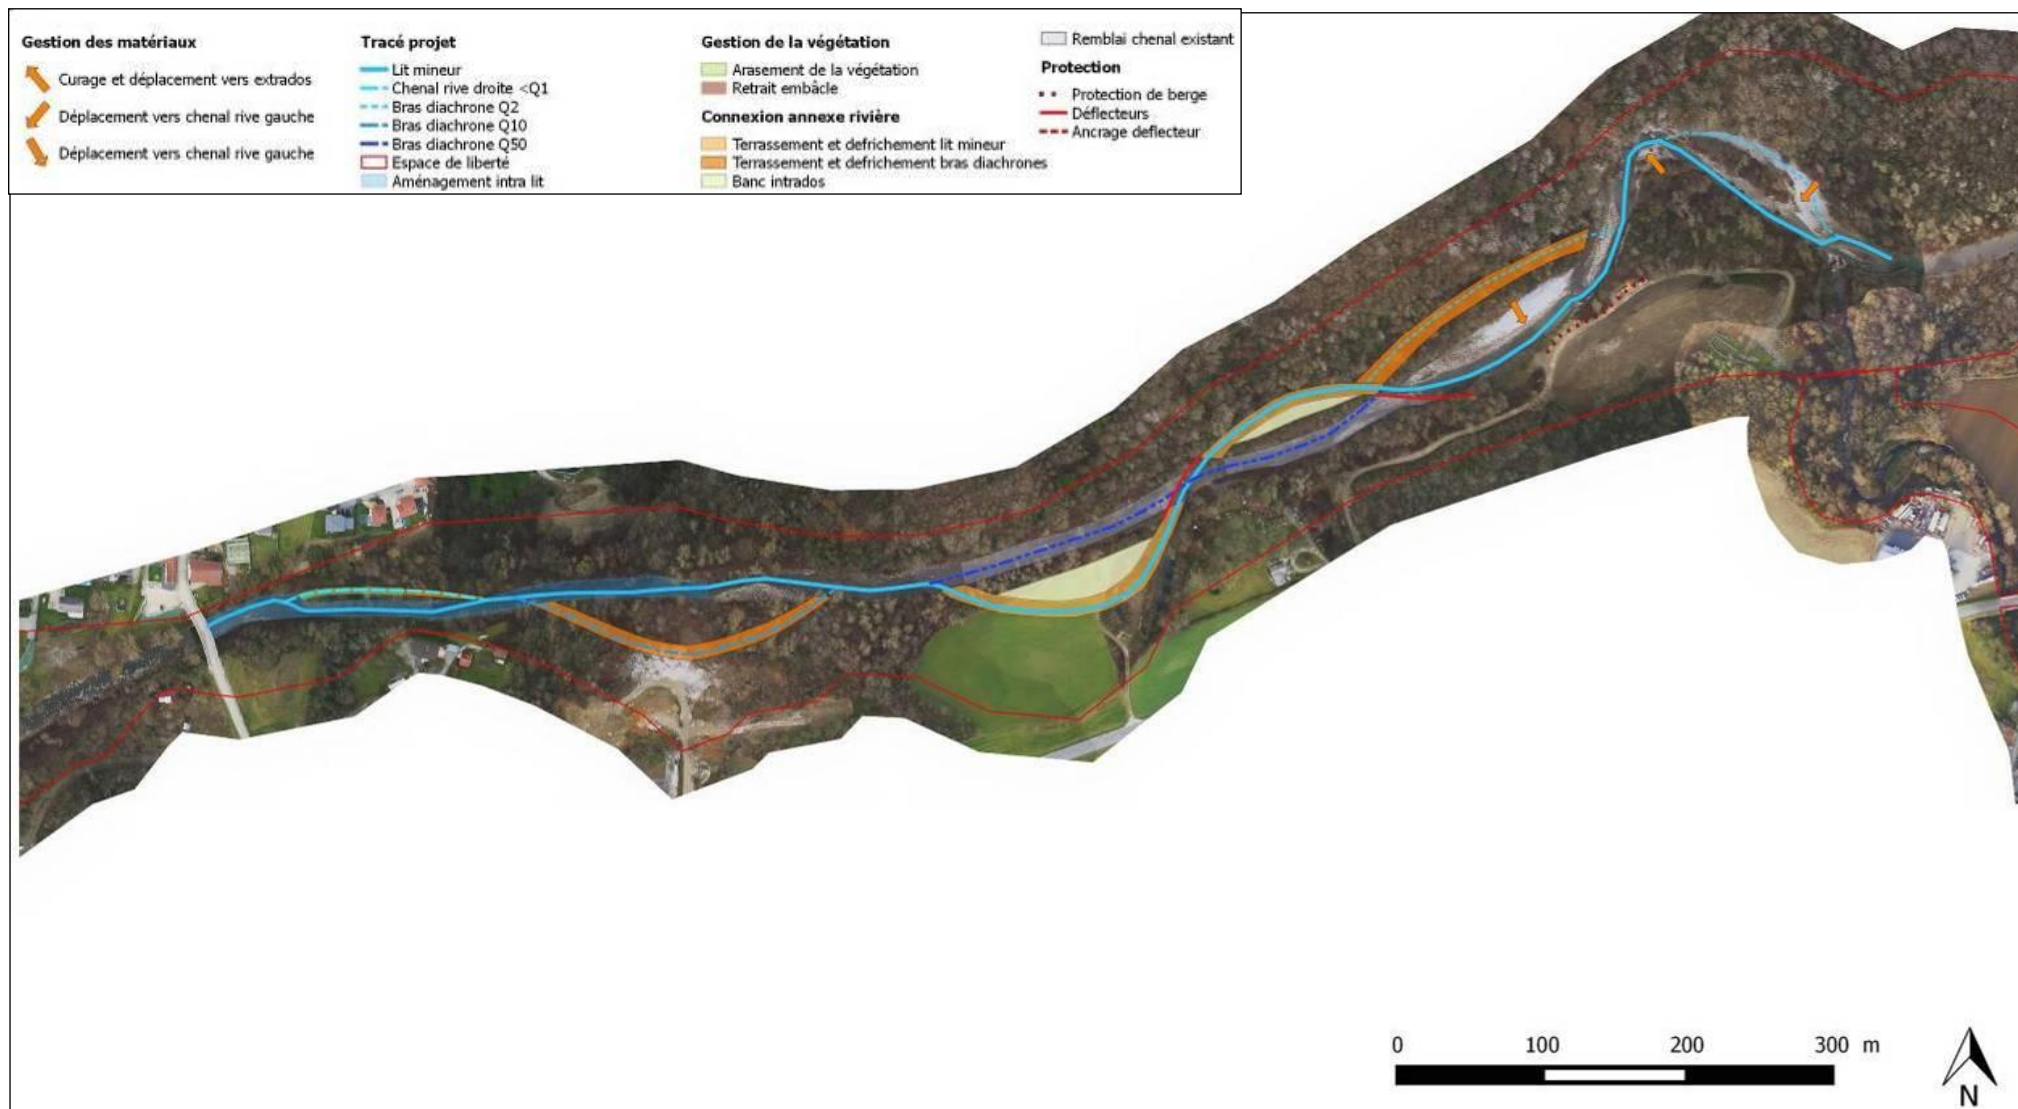 Gestion des matériaux
Curage et déplacement vers extrados
Déplacement vers chenal rive gauche
Déplacement vers chenal rive gauche
Tracé projet
Lit mineur
Chenal rive droite <Q1
Bras diachrone Q2
Bras diachrone Q10
Bras diachrone Q50
Espace de liberté
Aménagement intra lit
Gestion de la végétation
Arasement de la végétation
Retrait embâcle
Connexion annexe rivière
Terrassement et defrichement lit mineur
Terrassement et defrichement bras diachrones
Banc intrados
Remblai chenal existant
Protection
Protection de berge
Déflecteurs
Ancrage deflecteur
0 100 200 300 m
N